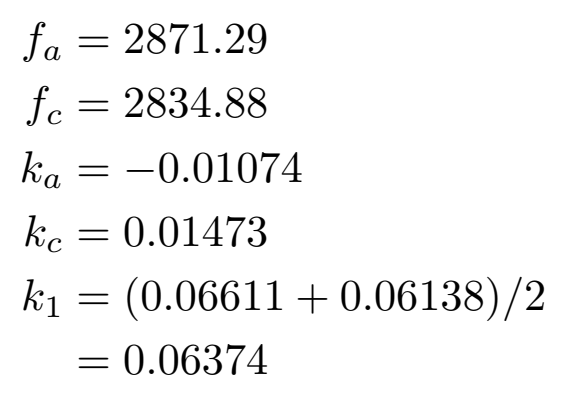 f_a = 2871.29
f_c = 2834.88
k_a = −0.01074
k_c = 0.01473
k_1 = (0.06611 + 0.06138)/2
= 0.06374